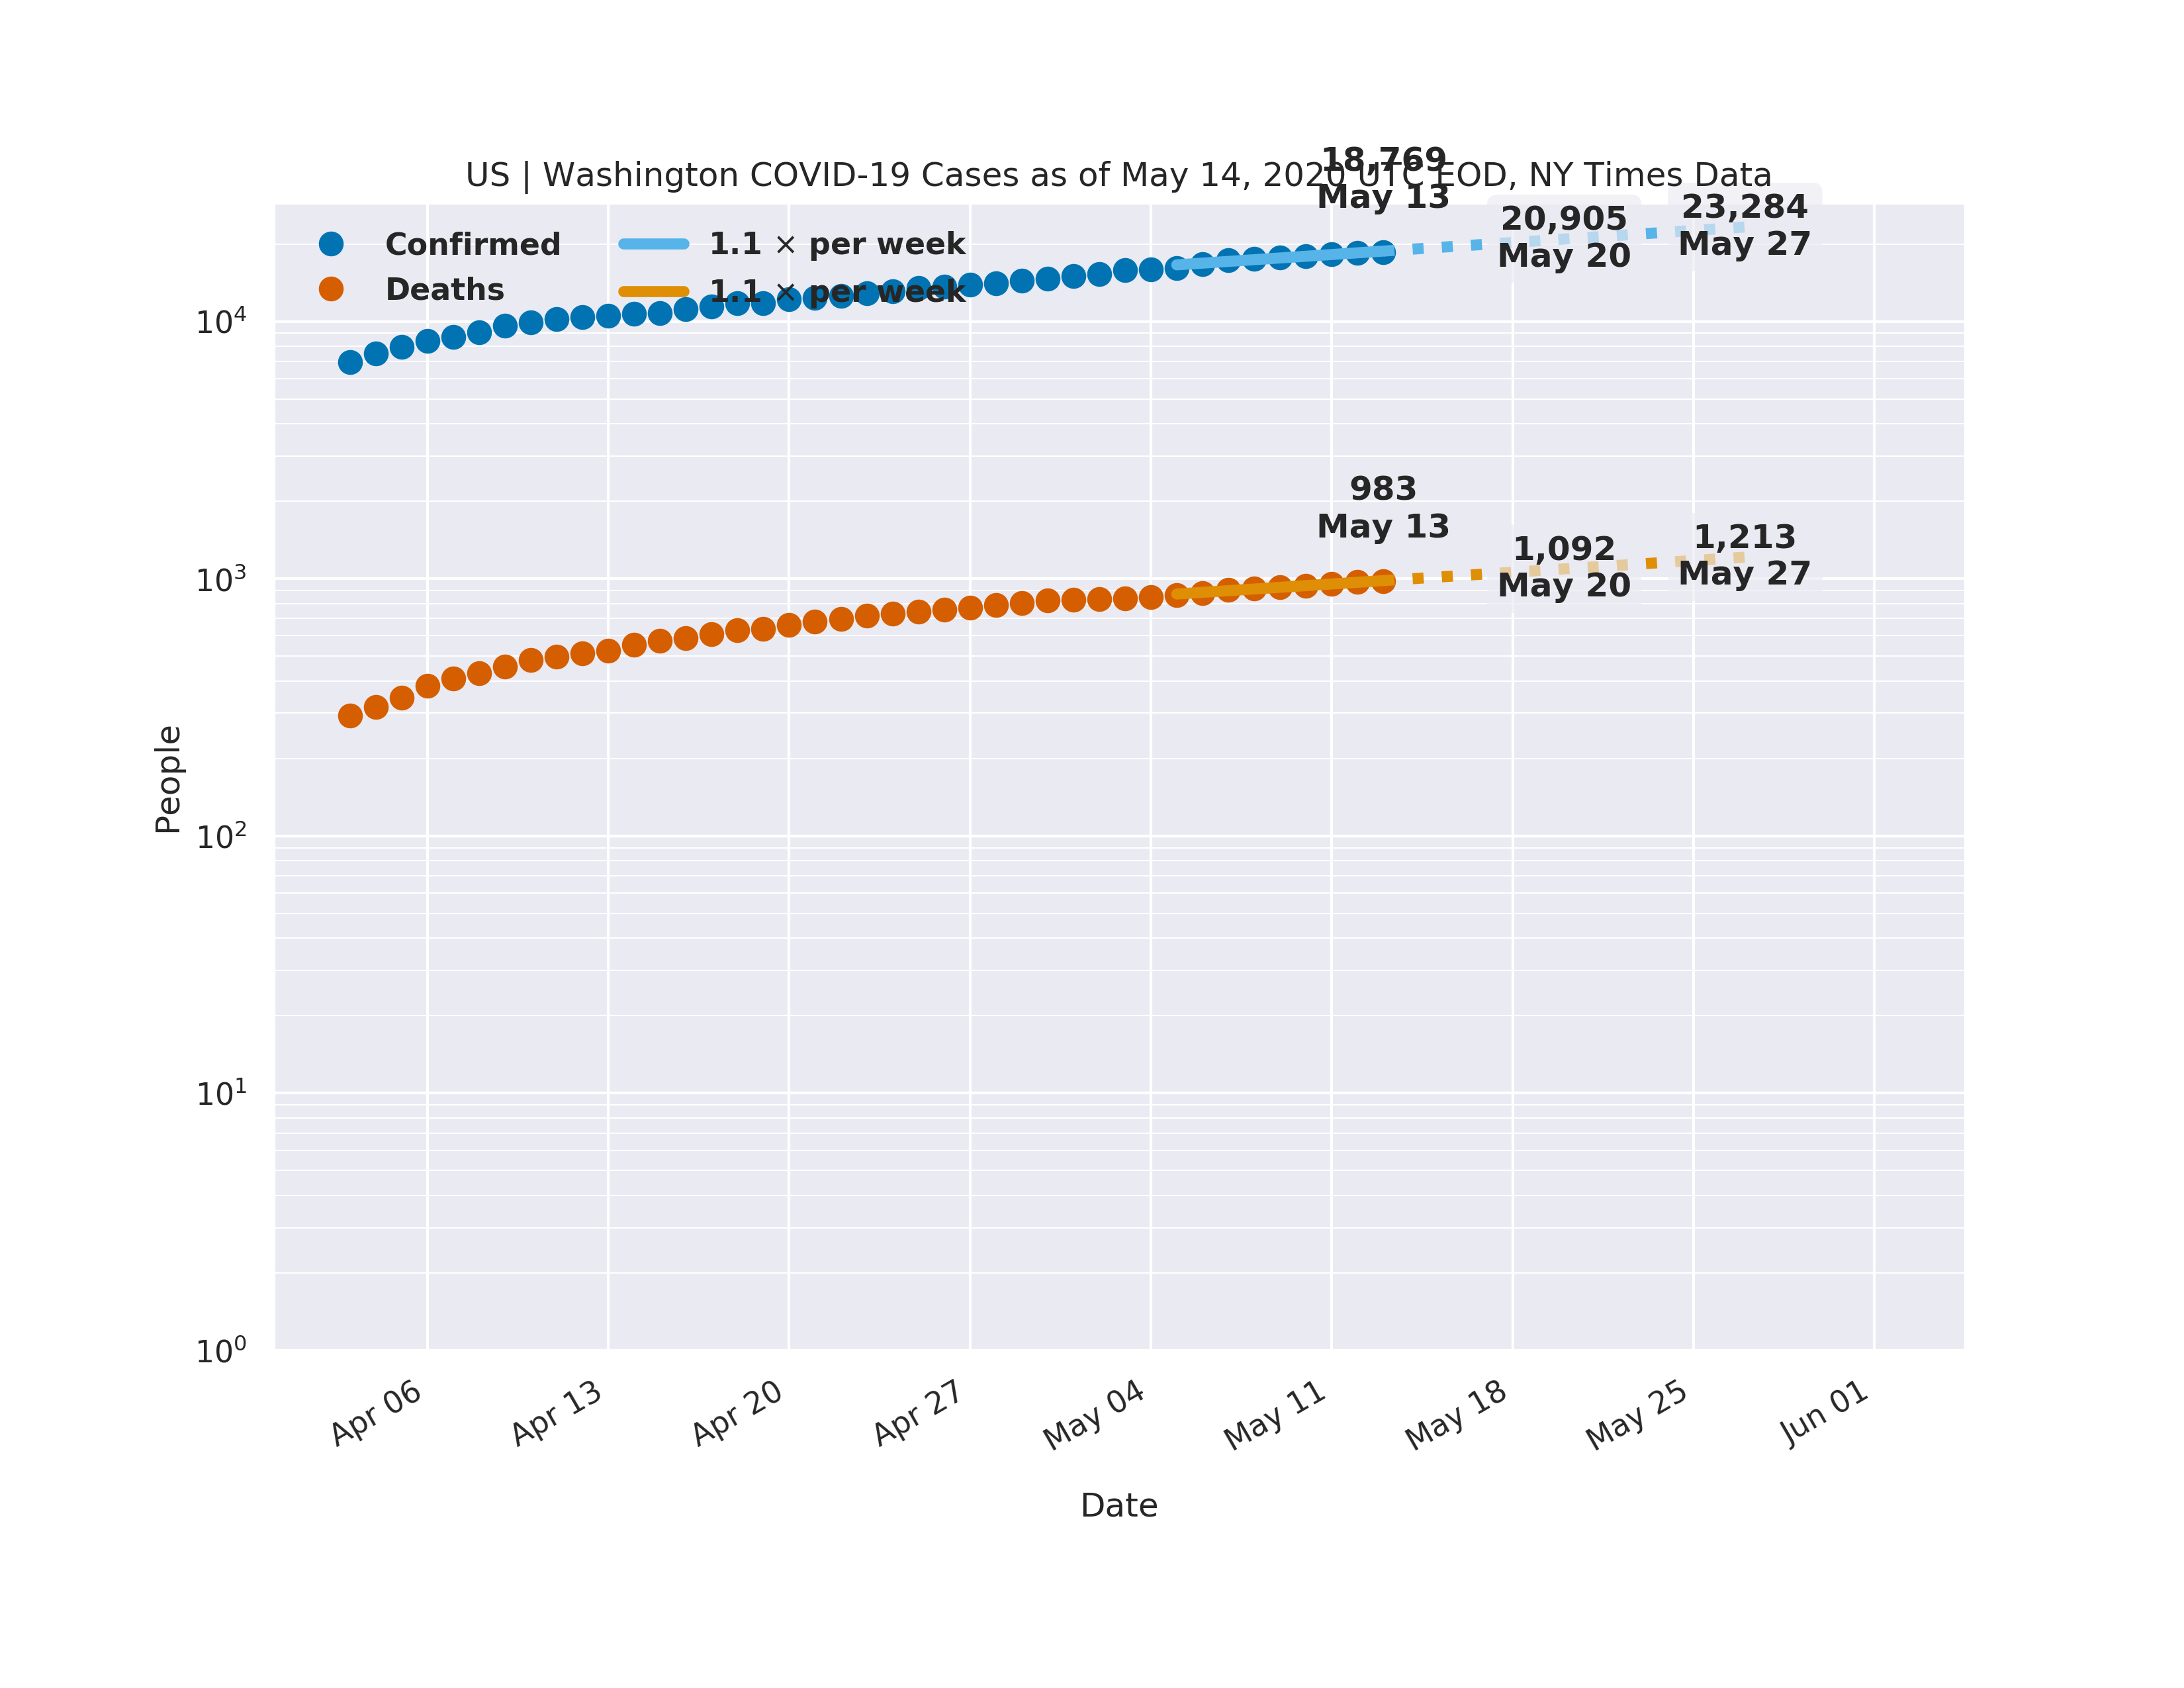 18,769
May 13
US | Washington COVID-19 Cases as of May 14, 2020 UTC EOD, NY Times Data
20,905
May 20
23,284
May 27
Confirmed
Deaths
1.1 × per week
1.1 × per week
983
May 13
1,092
May 20
1,213
May 27
People
10⁴
10³
10²
10¹
10⁰
Apr 06
Apr 13
Apr 20
Apr 27
May 04
May 11
May 18
May 25
Jun 01
Date